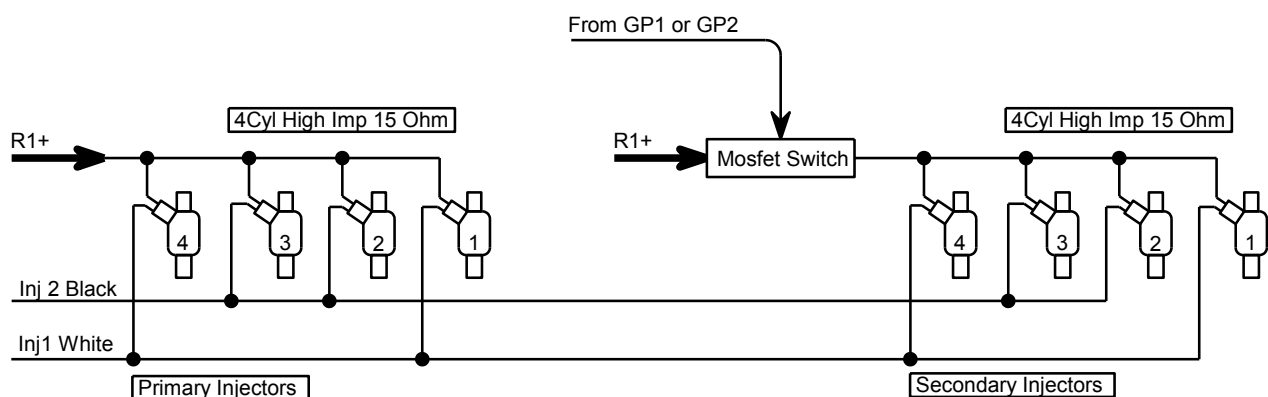 From GP1 or GP2
4Cyl High Imp 15 Ohm
4Cyl High Imp 15 Ohm
R1+
R1+
Mosfet Switch
4
3
2
1
4
3
2
1
Inj 2 Black
Inj1 White
Primary Injectors
Secondary Injectors